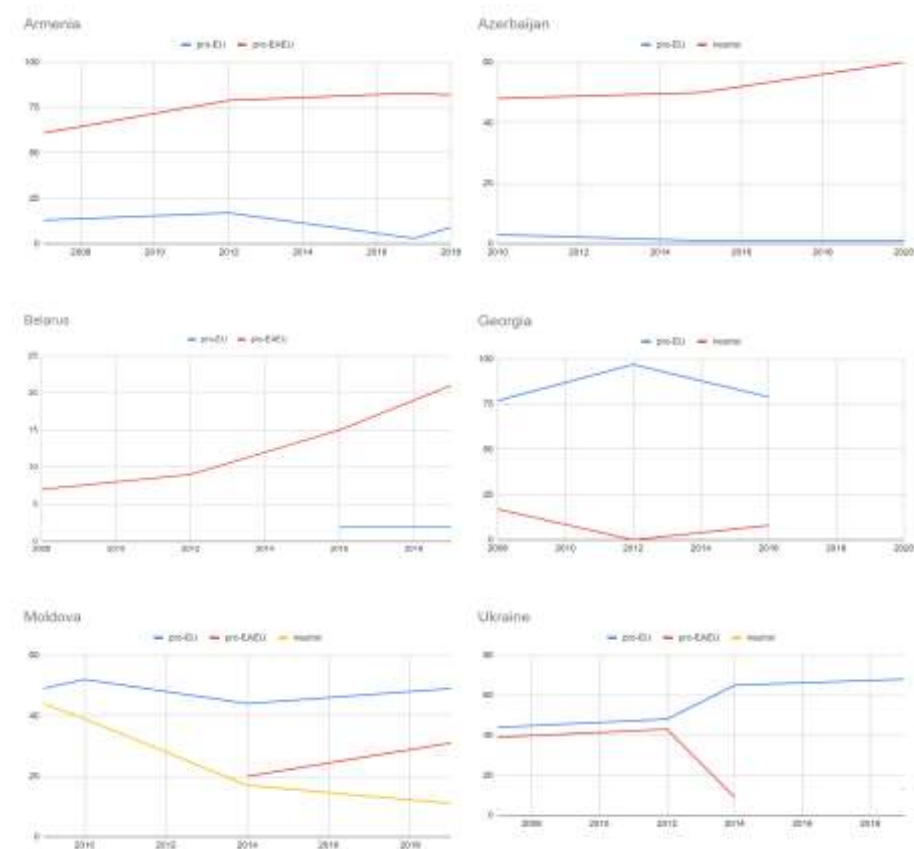 Armenia
pro-EU pro-EAEU
100
75
50
25
0
2008 2010 2012 2014 2016 2018
Azerbaijan
pro-EU neutral
60
40
20
0
2010 2012 2014 2016 2018 2020
Belarus
pro-EU pro-EAEU
25
20
15
10
5
0
2008 2010 2012 2014 2016 2018
Georgia
pro-EU neutral
100
75
50
25
0
2008 2010 2012 2014 2016 2018 2020
Moldova
pro-EU pro-EAEU neutral
60
40
20
0
2010 2012 2014 2016 2018
Ukraine
pro-EU pro-EAEU neutral
80
60
40
20
0
2008 2010 2012 2014 2016 2018